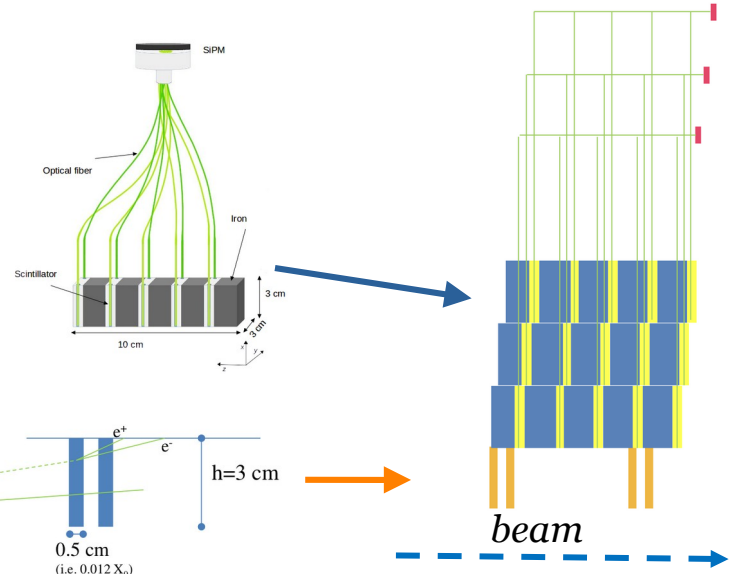 SiPM
Optical fiber
Iron
Scintillator
3 cm
3 cm
10 cm
x
y
z
e+
e-
h=3 cm
0.5 cm
(i.e. 0.012 X₀)
beam